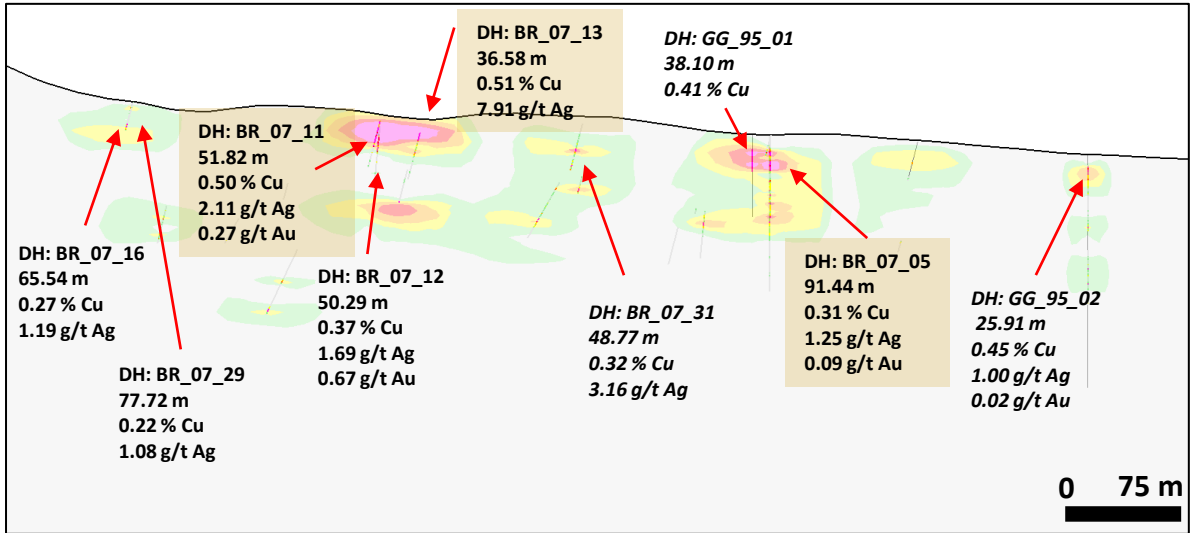 DH: BR_07_13
36.58 m
0.51 % Cu
7.91 g/t Ag
DH: GG_95_01
38.10 m
0.41 % Cu
DH: BR_07_11
51.82 m
0.50 % Cu
2.11 g/t Ag
0.27 g/t Au
DH: BR_07_16
65.54 m
0.27 % Cu
1.19 g/t Ag
DH: BR_07_12
50.29 m
0.37 % Cu
1.69 g/t Ag
0.67 g/t Au
DH: BR_07_31
48.77 m
0.32 % Cu
3.16 g/t Ag
DH: BR_07_05
91.44 m
0.31 % Cu
1.25 g/t Ag
0.09 g/t Au
DH: GG_95_02
25.91 m
0.45 % Cu
1.00 g/t Ag
0.02 g/t Au
DH: BR_07_29
77.72 m
0.22 % Cu
1.08 g/t Ag
0 75 m